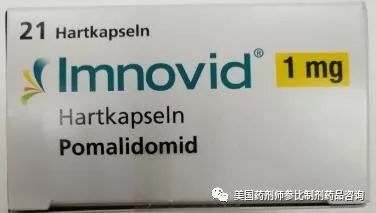 21 Hartkapseln
Imnovid® 1 mg
Hartkapseln
Pomalidomid
美国药剂师参比制剂药品咨询